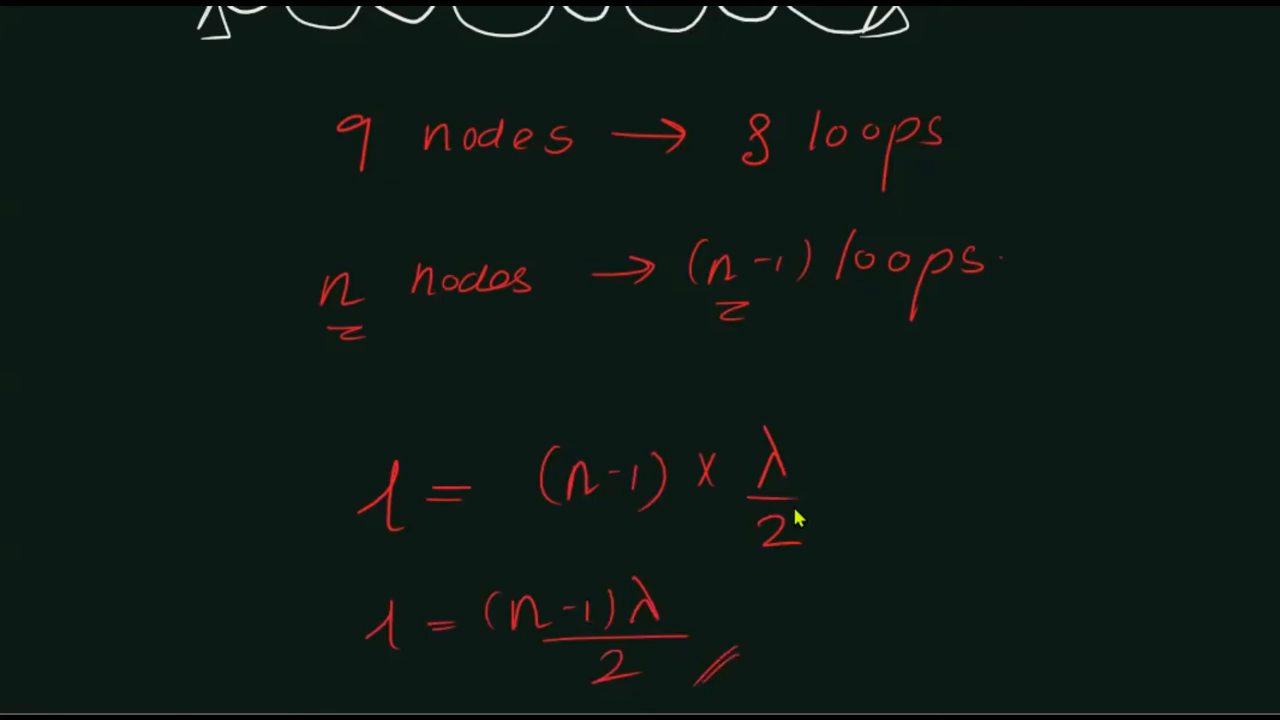 9 nodes → 8 loops
n nodes → (n-1) loops.
l = (n-1) × λ/2
l = (n-1)λ/2